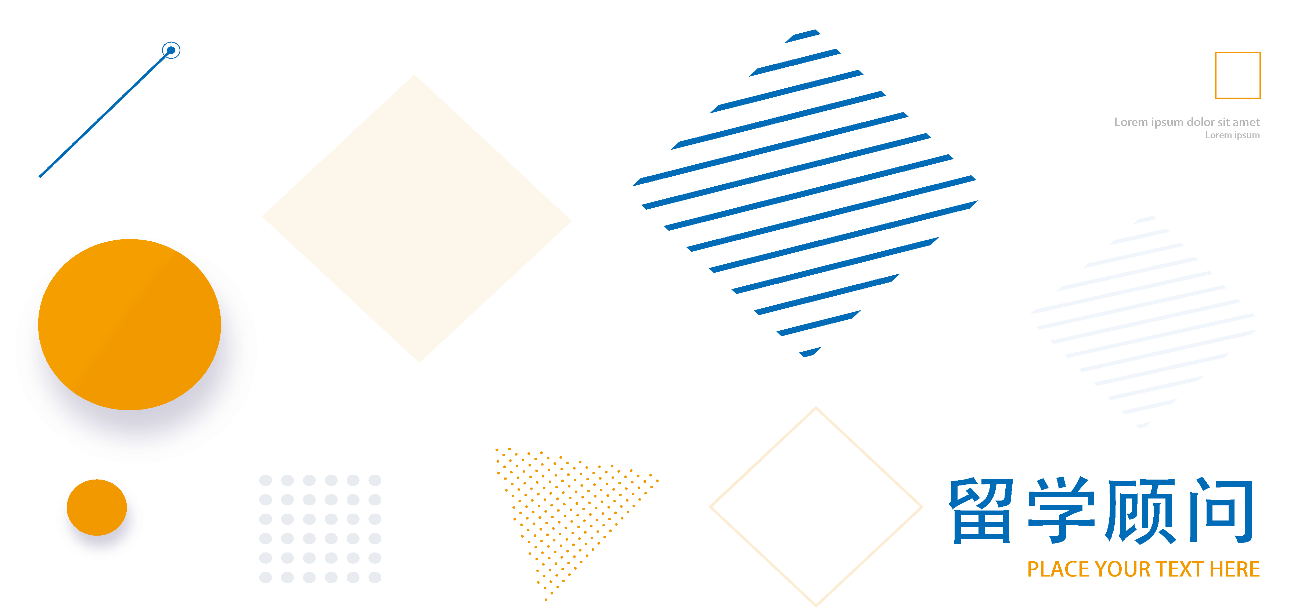 Lorem ipsum dolor sit amet
Lorem ipsum
留学顾问
PLACE YOUR TEXT HERE